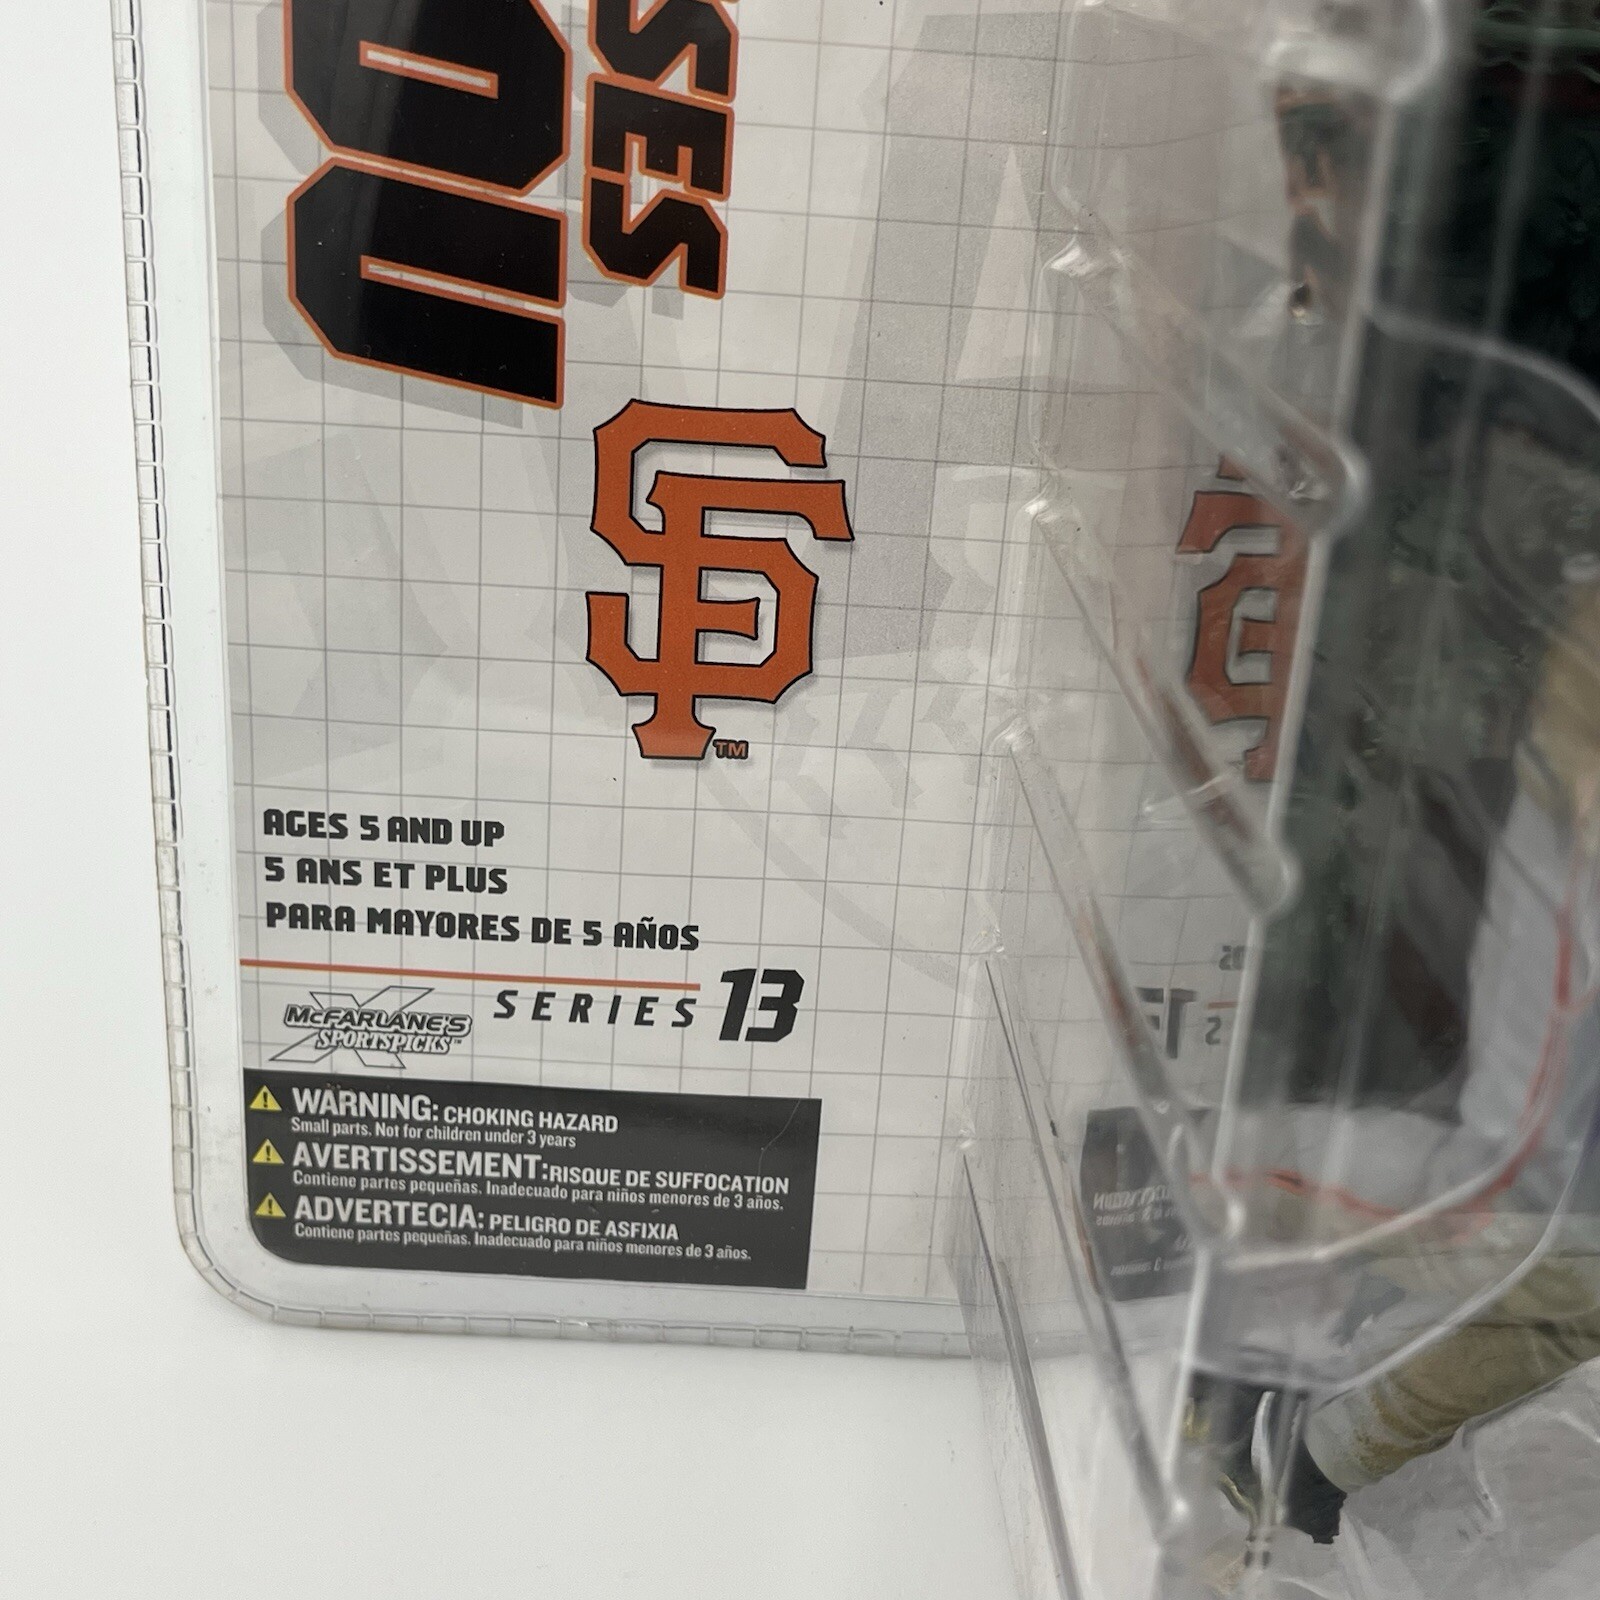 OU
SES
SF
TM
AGES 5 AND UP
5 ANS ET PLUS
PARA MAYORES DE 5 AÑOS
SERIES 13
McFARLANE'S
SPORTSPICKS™
WARNING: CHOKING HAZARD
Small parts. Not for children under 3 years
AVERTISSEMENT: RISQUE DE SUFFOCATION
Contiene partes pequeñas. Inadecuado para niños menores de 3 años.
ADVERTECIA: PELIGRO DE ASFIXIA
Contiene partes pequeñas. Inadecuado para niños menores de 3 años.